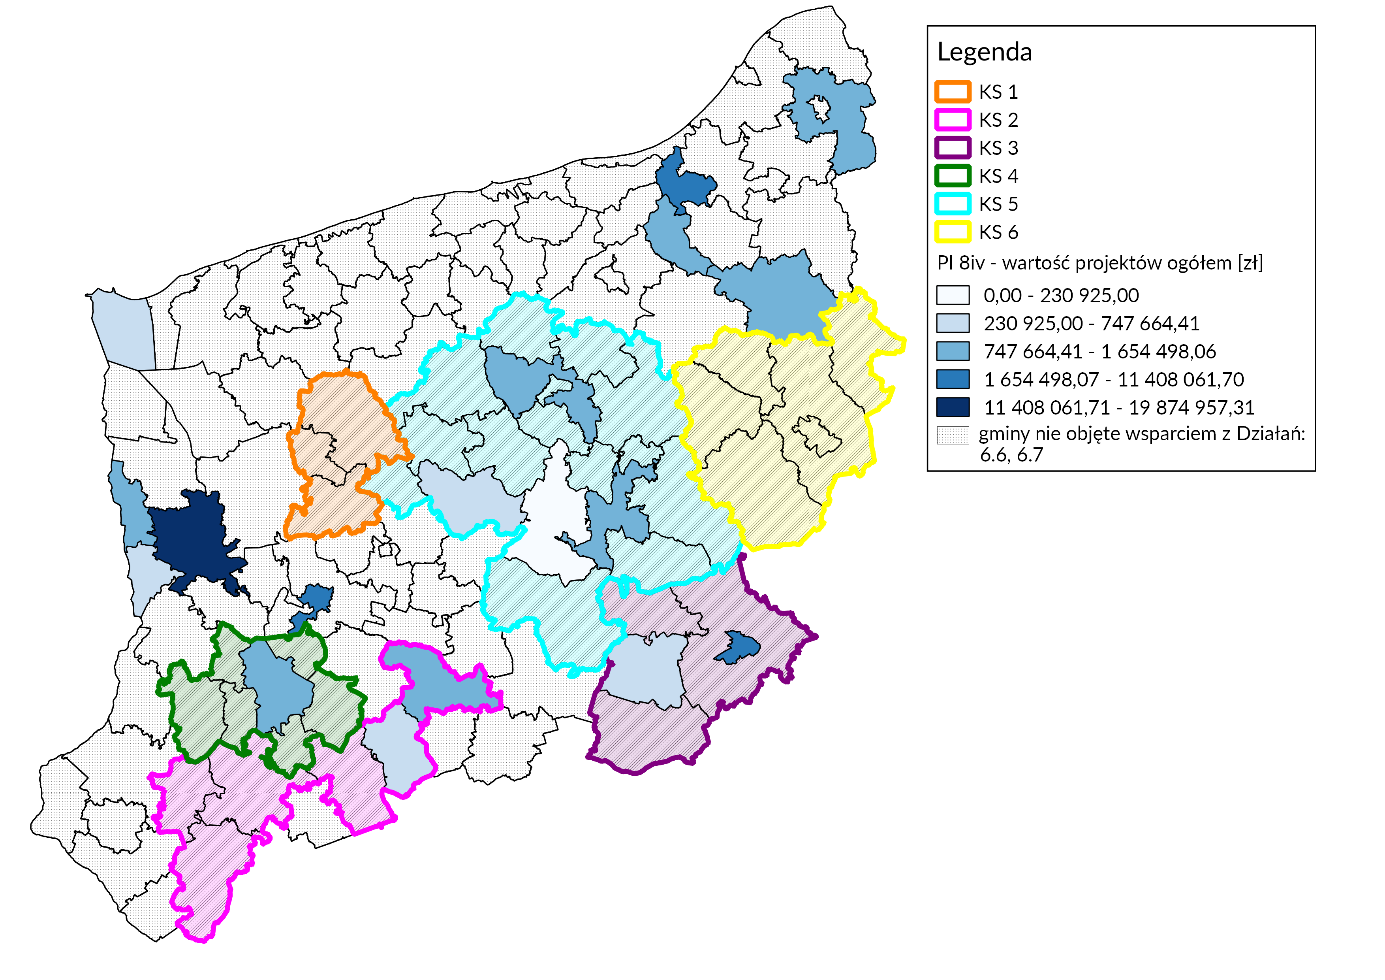 Legenda
KS 1
KS 2
KS 3
KS 4
KS 5
KS 6
PI 8iv - wartość projektów ogółem [zł]
0,00 - 230 925,00
230 925,00 - 747 664,41
747 664,41 - 1 654 498,06
1 654 498,07 - 11 408 061,70
11 408 061,71 - 19 874 957,31
gminy nie objęte wsparciem z Działań:
6.6, 6.7